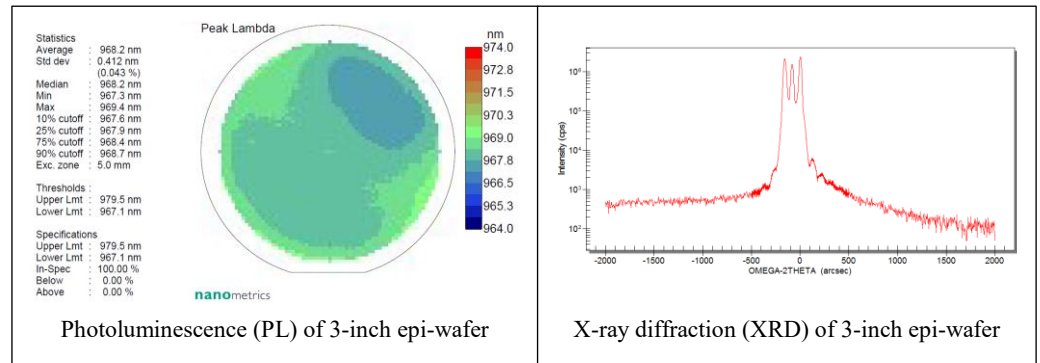 Statistics
Average : 968.2 nm
Std dev : 0.412 nm
(0.043 %)
Median : 968.2 nm
Min : 967.3 nm
Max : 969.4 nm
10% cutoff : 967.6 nm
25% cutoff : 967.9 nm
75% cutoff : 968.4 nm
90% cutoff : 968.7 nm
Exc. zone : 5.0 mm
Thresholds :
Upper Lmt : 979.5 nm
Lower Lmt : 967.1 nm
Specifications
Upper Lmt : 979.5 nm
Lower Lmt : 967.1 nm
In-Spec : 100.00 %
Below : 0.00 %
Above : 0.00 %
Peak Lambda
nm
974.0
972.8
971.5
970.3
969.0
967.8
966.5
965.3
964.0
nanometrics
Photoluminescence (PL) of 3-inch epi-wafer
Intensity (cps)
10⁶
10⁵
10⁴
10³
10²
-2000 -1500 -1000 -500 0 500 1000 1500 2000
OMEGA-2THETA (arcsec)
X-ray diffraction (XRD) of 3-inch epi-wafer